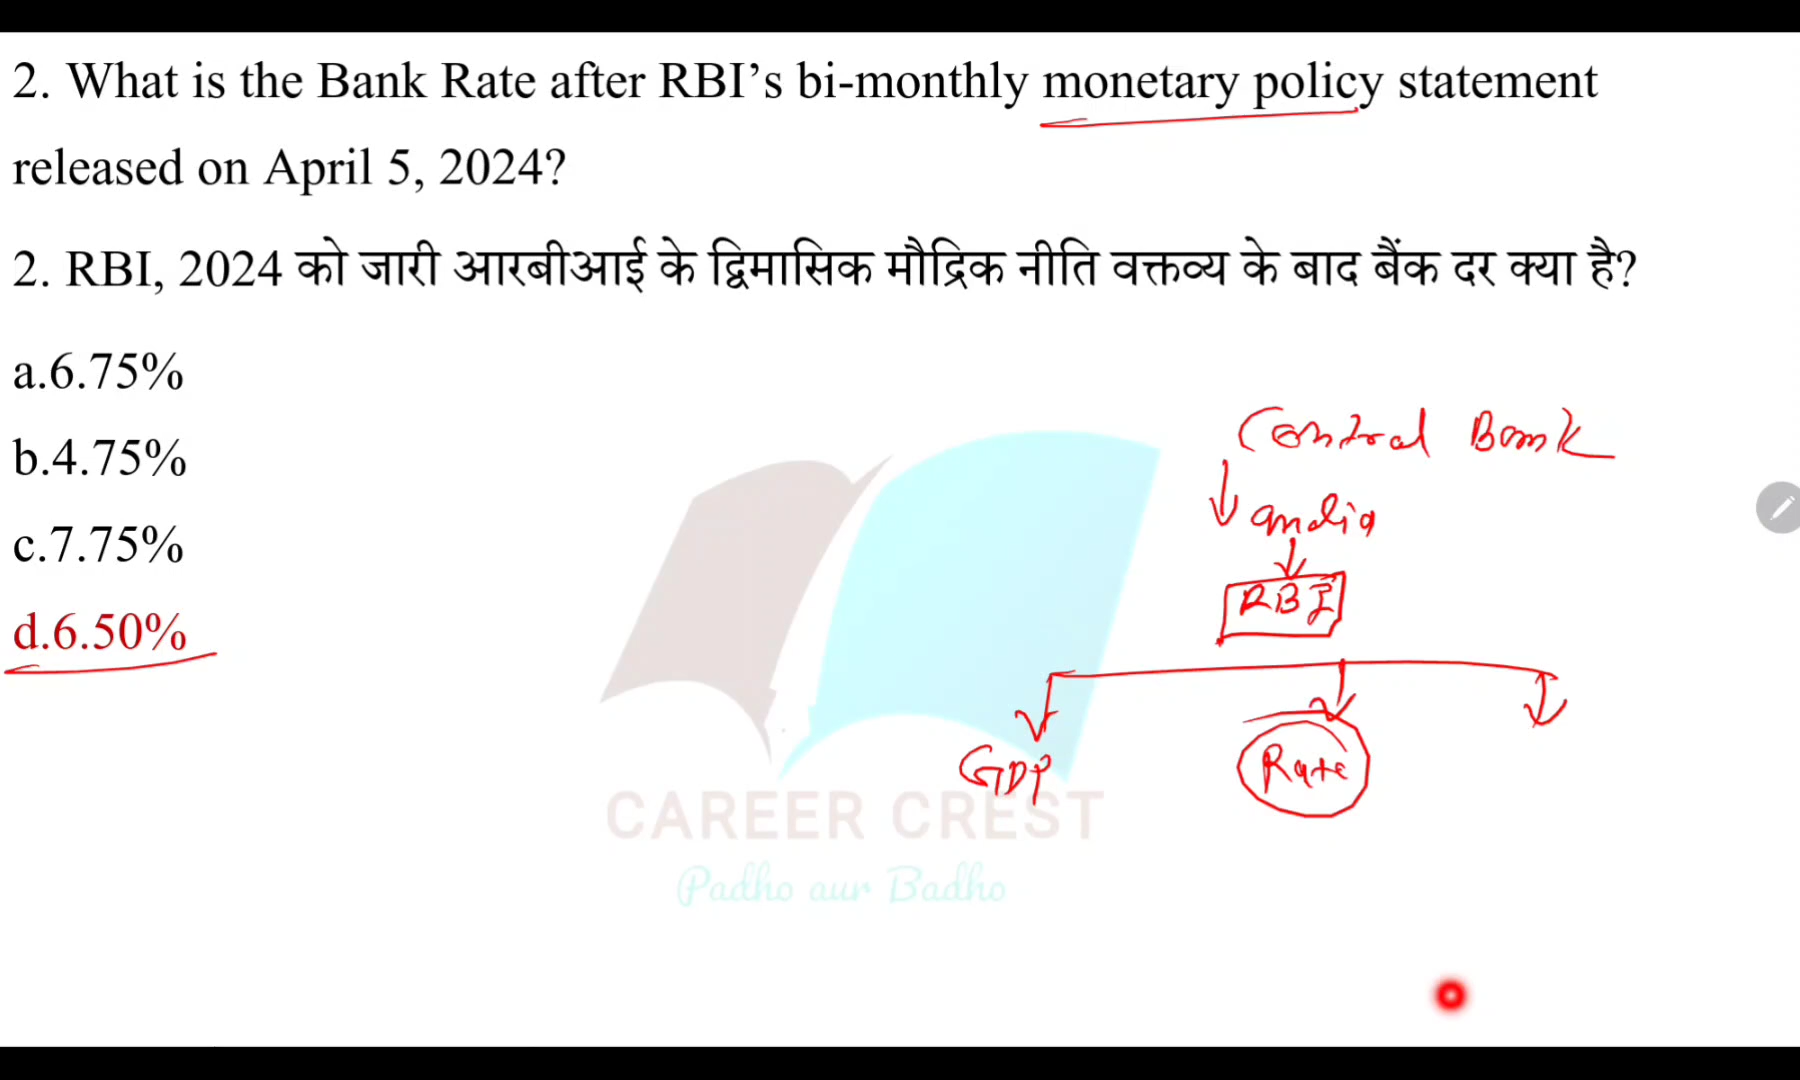 2. What is the Bank Rate after RBI’s bi-monthly monetary policy statement
released on April 5, 2024?
2. RBI, 2024 को जारी आरबीआई के द्विमासिक मौद्रिक नीति वक्तव्य के बाद बैंक दर क्या है?
a.6.75%
b.4.75%
c.7.75%
d.6.50%
Central Bank
India
RBI
GDP
Rate
CAREER CREST
Padho aur Badho